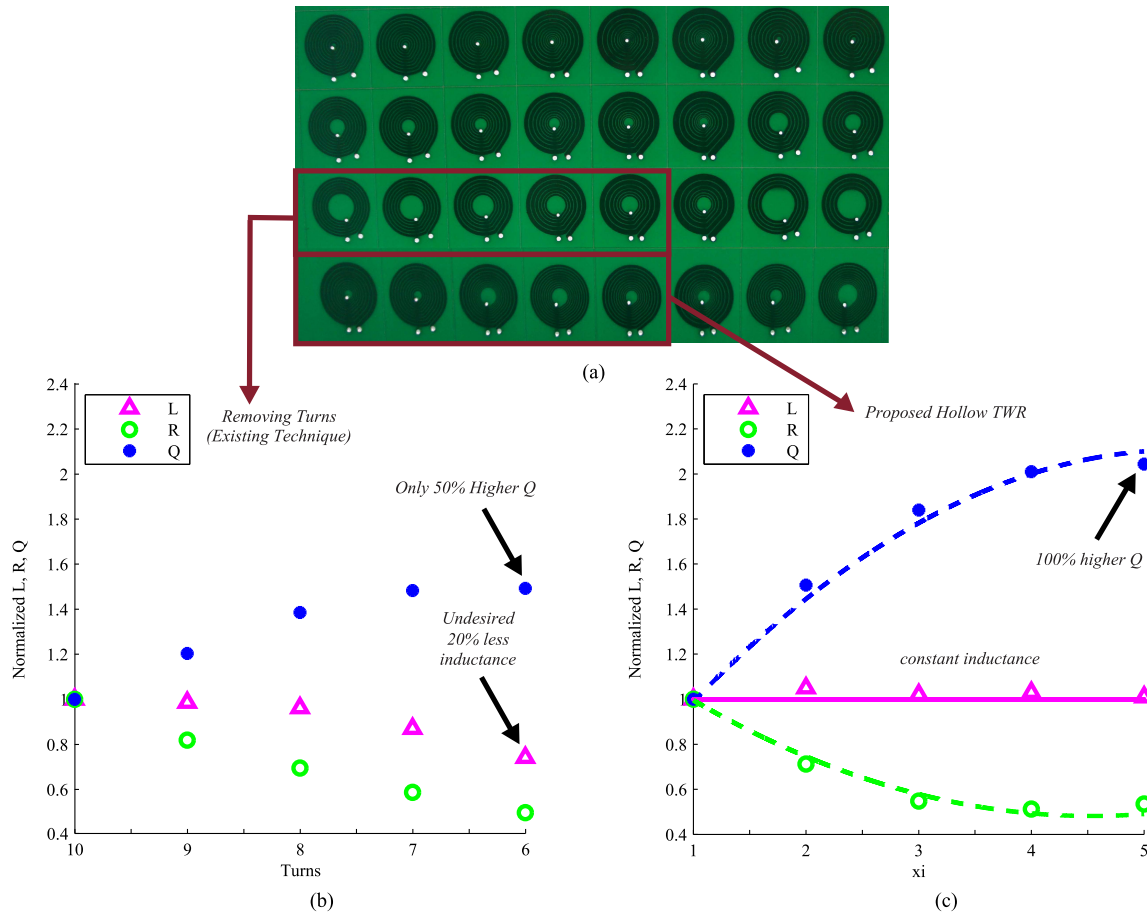 (a)
2.4
2.2
2
1.8
1.6
1.4
1.2
1
0.8
0.6
0.4
Normalized L, R, Q
L
R
Q
Removing Turns
(Existing Technique)
Only 50% Higher Q
Undesired
20% less
inductance
10
9
8
7
6
Turns
(b)
2.4
2.2
2
1.8
1.6
1.4
1.2
1
0.8
0.6
0.4
Normalized L, R, Q
L
R
Q
Proposed Hollow TWR
100% higher Q
constant inductance
1
2
3
4
5
xi
(c)